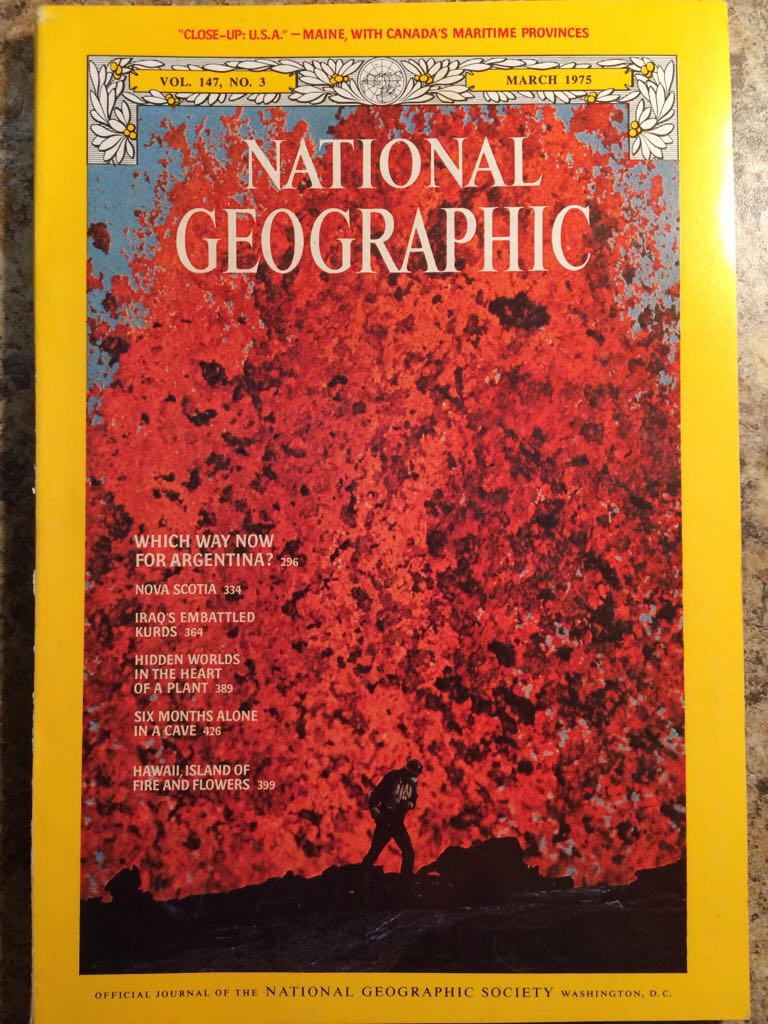 "CLOSE-UP: U.S.A." — MAINE, WITH CANADA'S MARITIME PROVINCES
VOL. 147, NO. 3
MARCH 1975
NATIONAL
GEOGRAPHIC
WHICH WAY NOW
FOR ARGENTINA? 296
NOVA SCOTIA 334
IRAQ'S EMBATTLED
KURDS 364
HIDDEN WORLDS
IN THE HEART
OF A PLANT 389
SIX MONTHS ALONE
IN A CAVE 426
HAWAII, ISLAND OF
FIRE AND FLOWERS 399
OFFICIAL JOURNAL OF THE NATIONAL GEOGRAPHIC SOCIETY WASHINGTON, D.C.